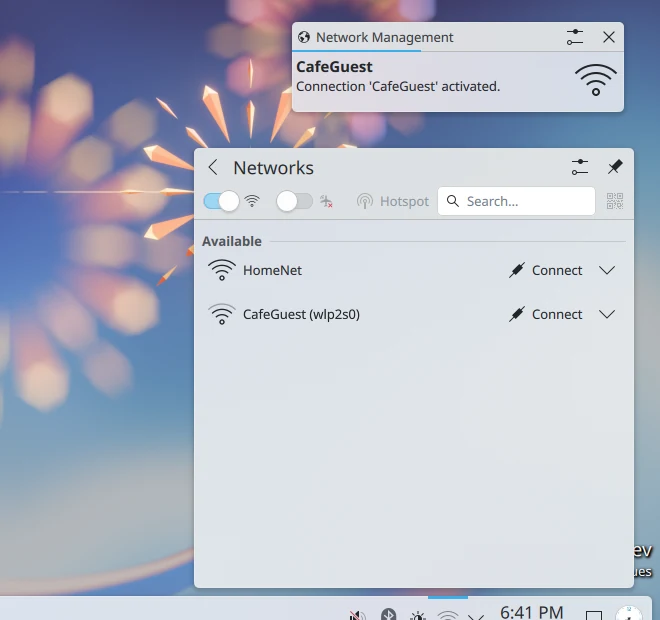 Network Management
CafeGuest
Connection 'CafeGuest' activated.
Networks
Hotspot
Search...
Available
HomeNet
Connect
CafeGuest (wlp2s0)
Connect
6:41 PM